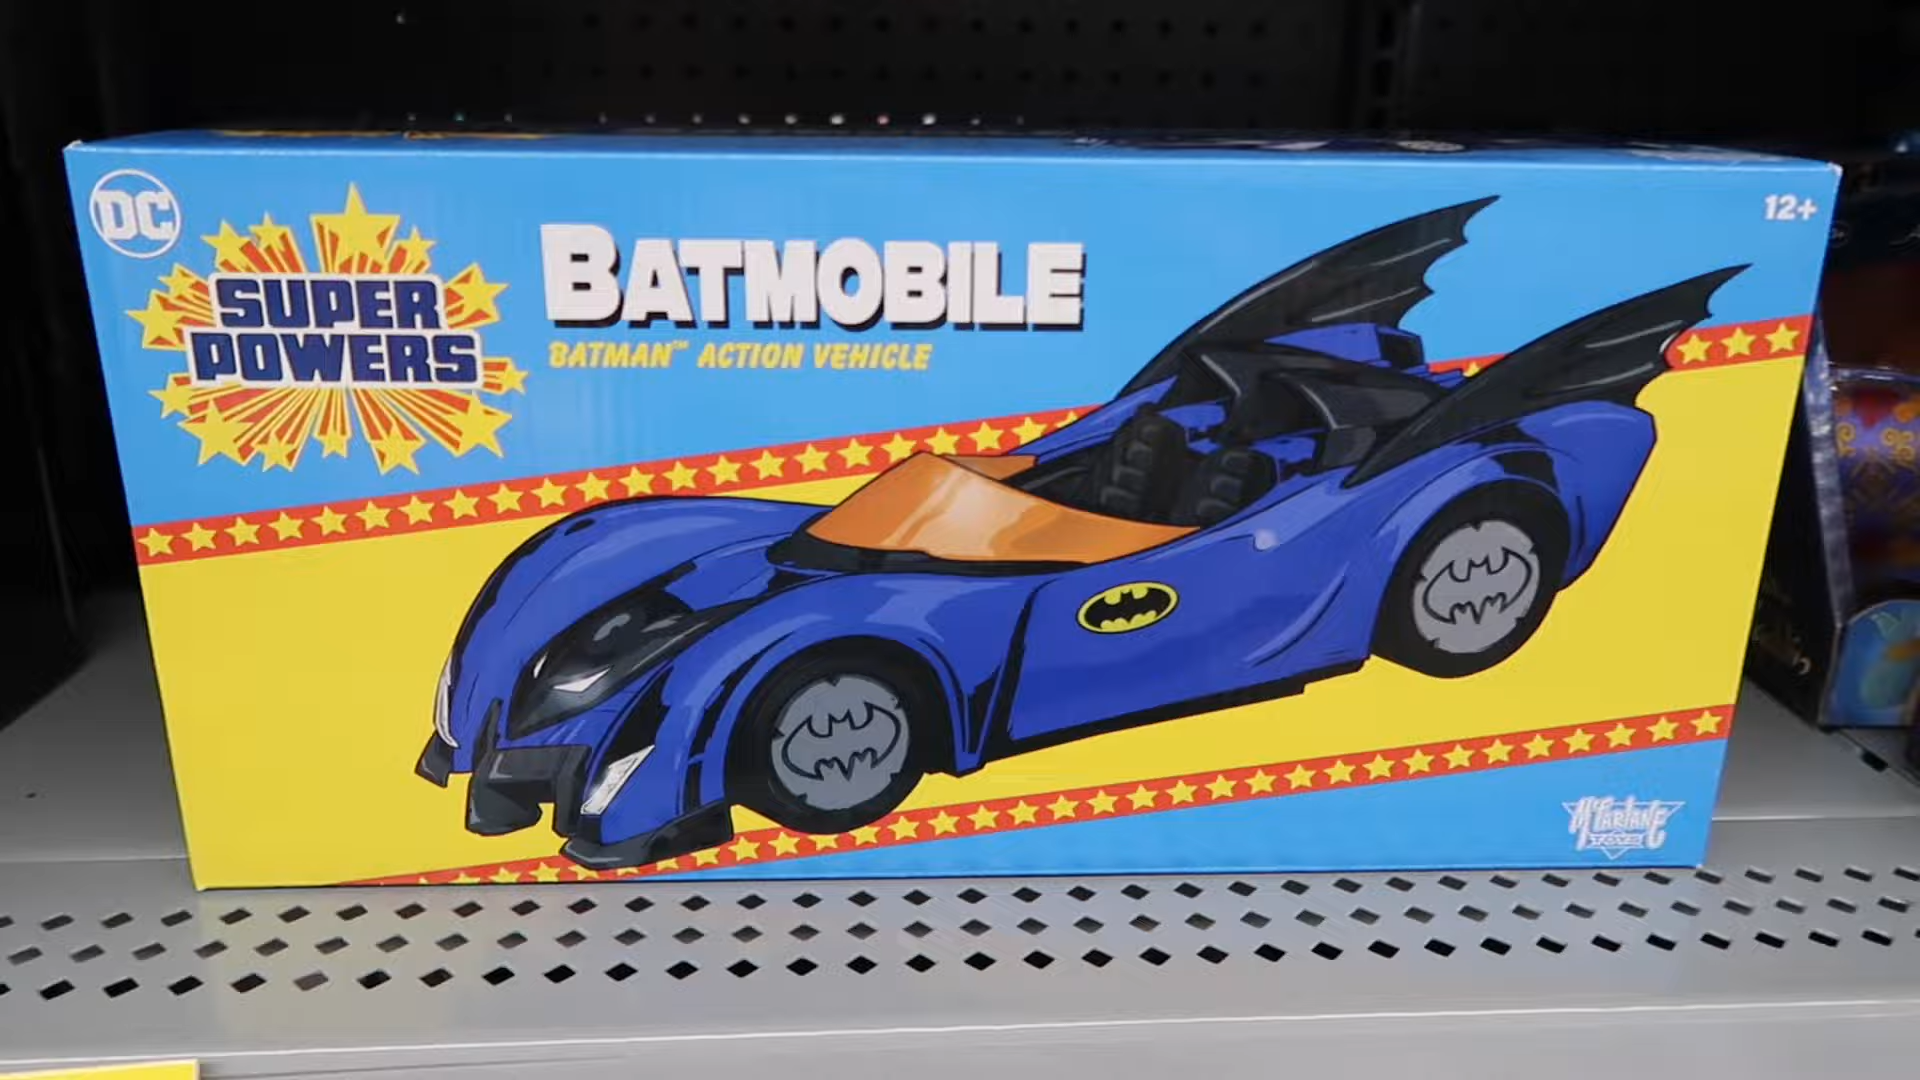 DC
SUPER
POWERS
BATMOBILE
BATMAN™ ACTION VEHICLE
12+
McFARLANE
TOYS